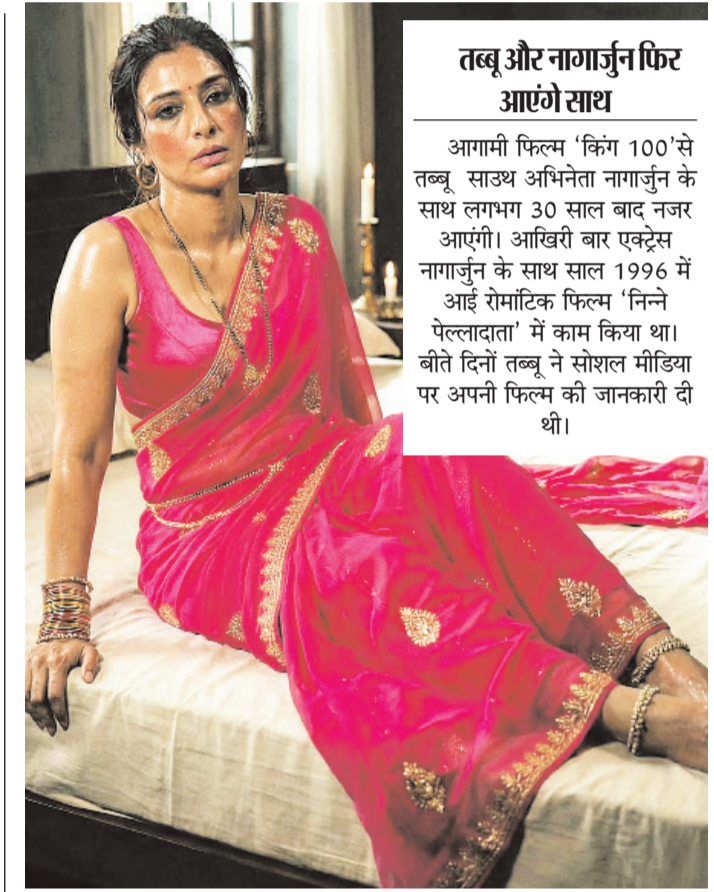 तब्बू और नागार्जुन फिर
आएंगे साथ
आगामी फिल्म ‘किंग 100’से
तब्बू साउथ अभिनेता नागार्जुन के
साथ लगभग 30 साल बाद नजर
आएंगी। आखिरी बार एक्ट्रेस
नागार्जुन के साथ साल 1996 में
आई रोमांटिक फिल्म ‘निन्ने
पेल्लादाता’ में काम किया था।
बीते दिनों तब्बू ने सोशल मीडिया
पर अपनी फिल्म की जानकारी दी
थी।